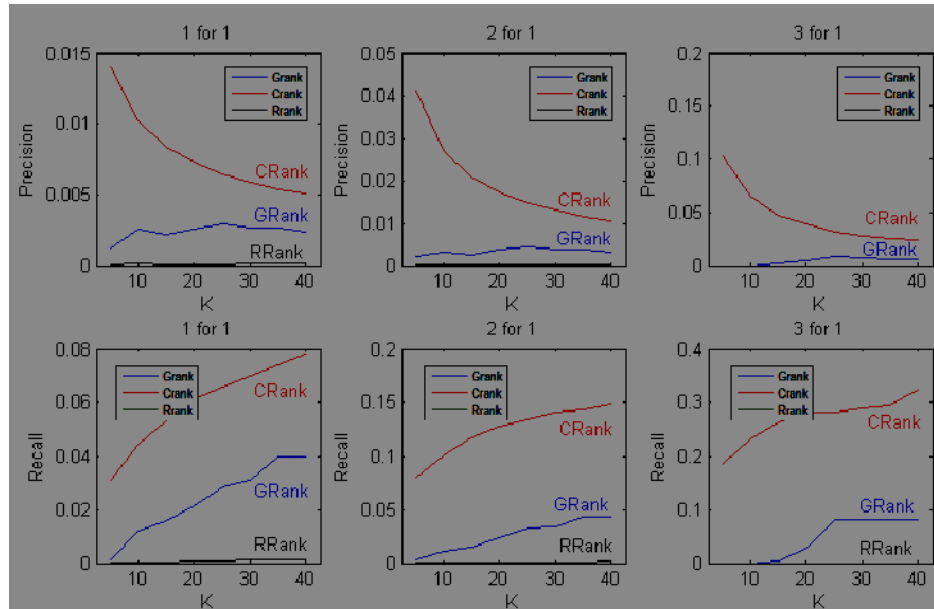 1 for 1
2 for 1
3 for 1
Precision
0.015
0.01
0.005
0
Grank
Crank
Rrank
CRank
GRank
RRank
10 20 30 40
K
Precision
0.05
0.04
0.03
0.02
0.01
0
Grank
Crank
Rrank
CRank
GRank
10 20 30 40
K
Precision
0.2
0.15
0.1
0.05
0
Grank
Crank
Rrank
CRank
GRank
10 20 30 40
K
1 for 1
2 for 1
3 for 1
Recall
0.08
0.06
0.04
0.02
0
Grank
Crank
Rrank
CRank
GRank
RRank
10 20 30 40
K
Recall
0.2
0.15
0.1
0.05
0
Grank
Crank
Rrank
CRank
GRank
RRank
10 20 30 40
K
Recall
0.4
0.3
0.2
0.1
0
Grank
Crank
Rrank
CRank
GRank
RRank
10 20 30 40
K